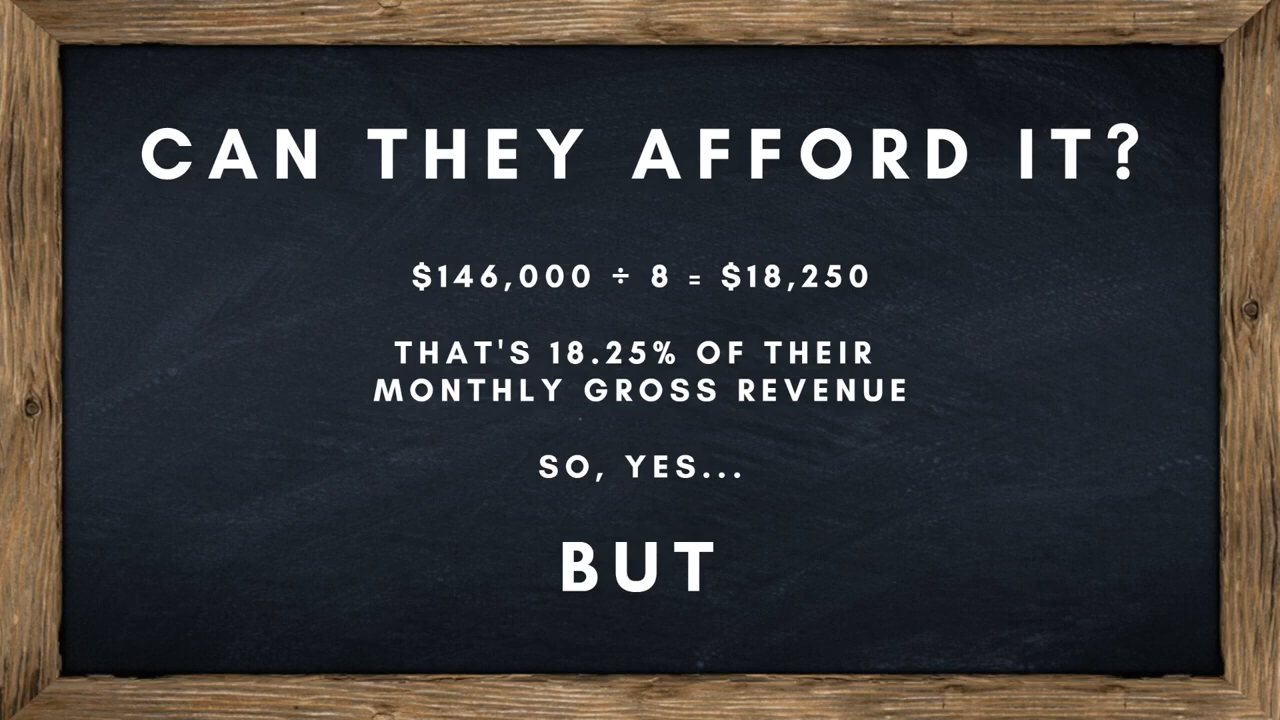 CAN THEY AFFORD IT?
$146,000 ÷ 8 = $18,250
THAT'S 18.25% OF THEIR
MONTHLY GROSS REVENUE
SO, YES...
BUT